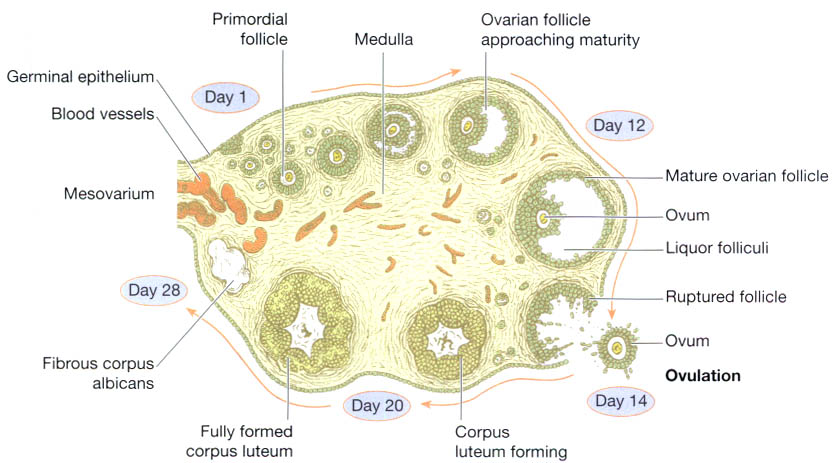 Primordial
follicle
Medulla
Ovarian follicle
approaching maturity
Germinal epithelium
Day 1
Blood vessels
Day 12
Mesovarium
Mature ovarian follicle
Ovum
Liquor folliculi
Day 28
Ruptured follicle
Ovum
Fibrous corpus
albicans
Ovulation
Day 20
Day 14
Fully formed
corpus luteum
Corpus
luteum forming